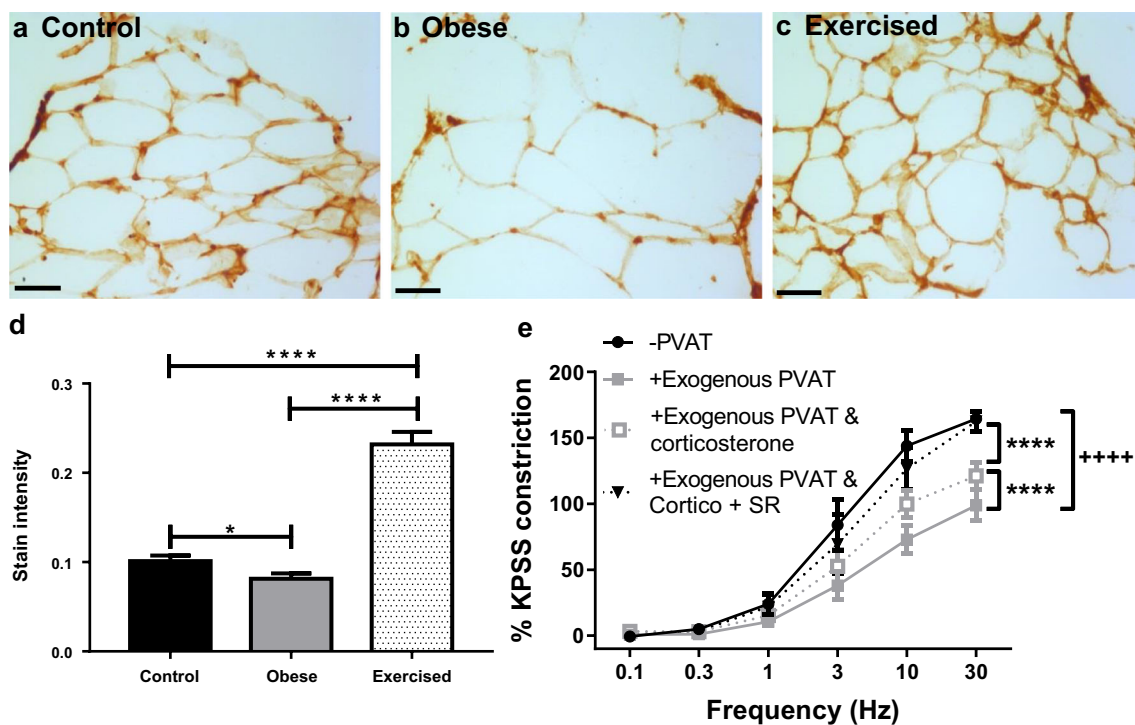 a Control
b Obese
c Exercised
d
****
****
*
0.3
0.2
0.1
0.0
Stain intensity
Control
Obese
Exercised
e
-PVAT
+Exogenous PVAT
+Exogenous PVAT &
corticosterone
+Exogenous PVAT &
Cortico + SR
200
150
100
50
0
% KPSS constriction
0.1
0.3
1
3
10
30
Frequency (Hz)
****
****
++++